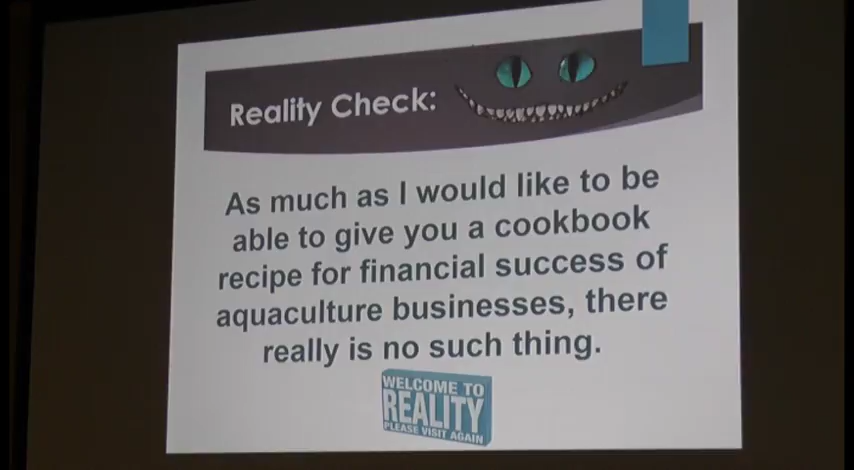 Reality Check:
As much as I would like to be
able to give you a cookbook
recipe for financial success of
aquaculture businesses, there
really is no such thing.
WELCOME TO
REALITY
PLEASE VISIT AGAIN